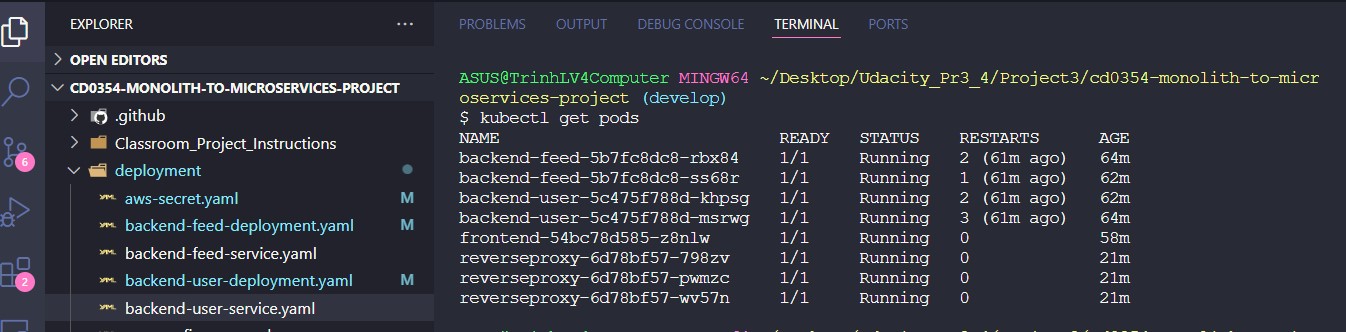 EXPLORER ...
PROBLEMS OUTPUT DEBUG CONSOLE TERMINAL PORTS
OPEN EDITORS
CD0354-MONOLITH-TO-MICROSERVICES-PROJECT
.github
Classroom_Project_Instructions
deployment
aws-secret.yaml M
backend-feed-deployment.yaml M
backend-feed-service.yaml
backend-user-deployment.yaml M
backend-user-service.yaml
6
2
ASUS@TrinhLV4Computer MINGW64 ~/Desktop/Udacity_Pr3_4/Project3/cd0354-monolith-to-micr
oservices-project (develop)
$ kubectl get pods
NAME READY STATUS RESTARTS AGE
backend-feed-5b7fc8dc8-rbx84 1/1 Running 2 (61m ago) 64m
backend-feed-5b7fc8dc8-ss68r 1/1 Running 1 (61m ago) 62m
backend-user-5c475f788d-khpsg 1/1 Running 2 (61m ago) 62m
backend-user-5c475f788d-msrwg 1/1 Running 3 (61m ago) 64m
frontend-54bc78d585-z8nlw 1/1 Running 0 58m
reverseproxy-6d78bf57-798zv 1/1 Running 0 21m
reverseproxy-6d78bf57-pwmzc 1/1 Running 0 21m
reverseproxy-6d78bf57-wv57n 1/1 Running 0 21m